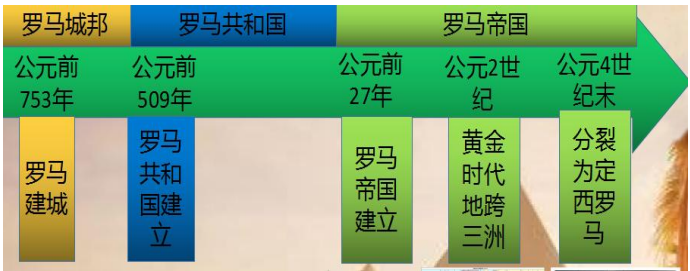 罗马城邦
罗马共和国
罗马帝国
公元前
753年
公元前
509年
公元前
27年
公元2世
纪
公元4世
纪末
罗马
建城
罗马
共和
国建
立
罗马
帝国
建立
黄金
时代
地跨
三洲
分裂
为定
西罗
马